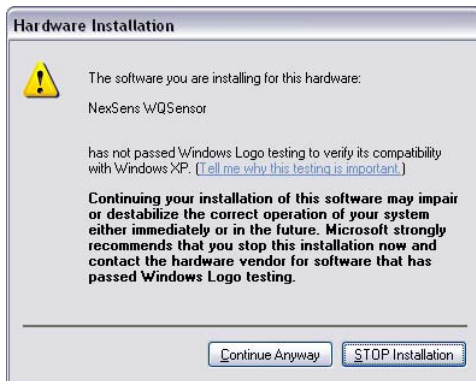 Hardware Installation
The software you are installing for this hardware:
NexSens WQSensor
has not passed Windows Logo testing to verify its compatibility
with Windows XP. (Tell me why this testing is important.)
Continuing your installation of this software may impair
or destabilize the correct operation of your system
either immediately or in the future. Microsoft strongly
recommends that you stop this installation now and
contact the hardware vendor for software that has
passed Windows Logo testing.
Continue Anyway
STOP Installation